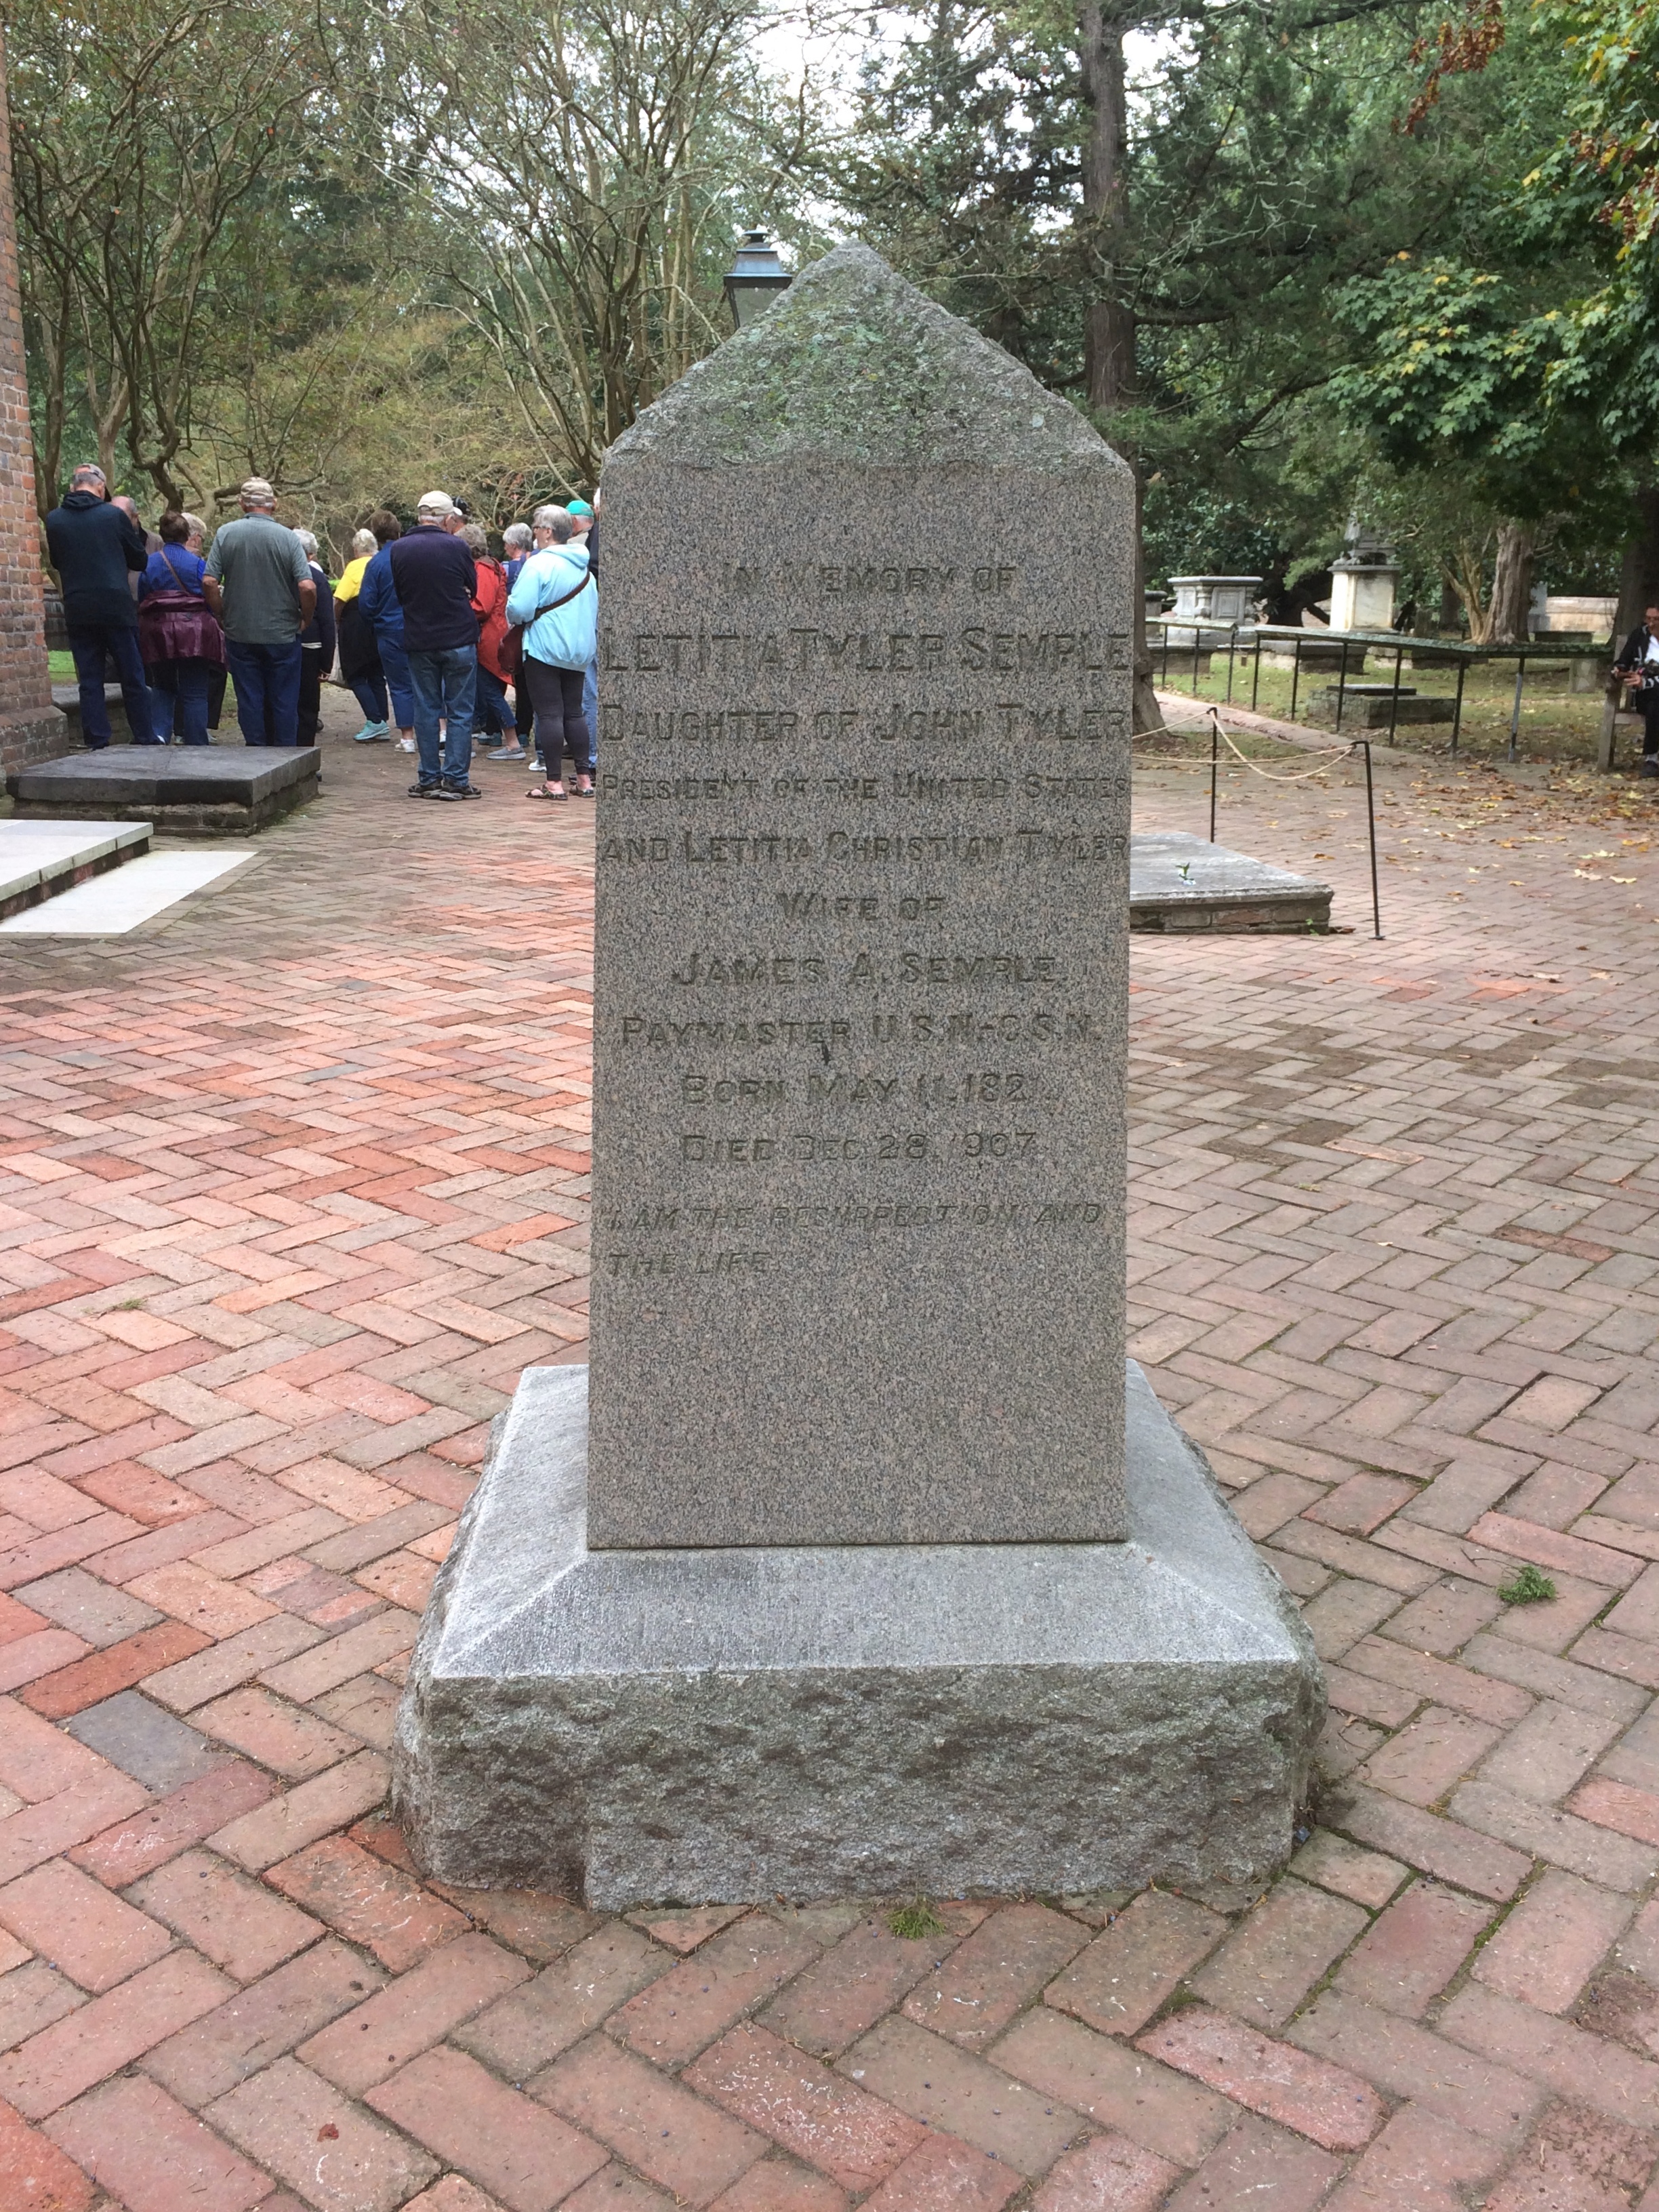 IN MEMORY OF
LETITIA TYLER SEMPLE
DAUGHTER OF JOHN TYLER
PRESIDENT OF THE UNITED STATES
AND LETITIA CHRISTIAN TYLER
WIFE OF
JAMES A. SEMPLE
PAYMASTER U.S.N.-C.S.N.
BORN MAY 11, 1821.
DIED DEC. 28, 1907.
I AM THE RESURRECTION AND
THE LIFE